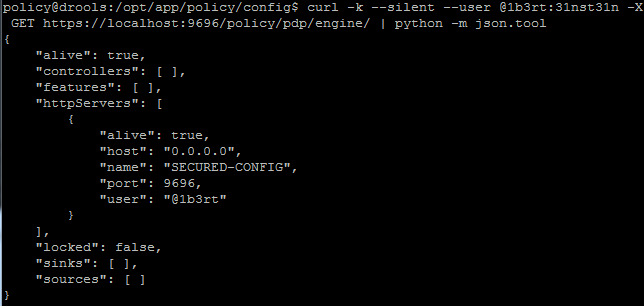 policy@drools:/opt/app/policy/config$ curl -k --silent --user @1b3rt:31nst31n -X
 GET https://localhost:9696/policy/pdp/engine/ | python -m json.tool
{
    "alive": true,
    "controllers": [ ],
    "features": [ ],
    "httpServers": [
        {
            "alive": true,
            "host": "0.0.0.0",
            "name": "SECURED-CONFIG",
            "port": 9696,
            "user": "@1b3rt"
        }
    ],
    "locked": false,
    "sinks": [ ],
    "sources": [ ]
}